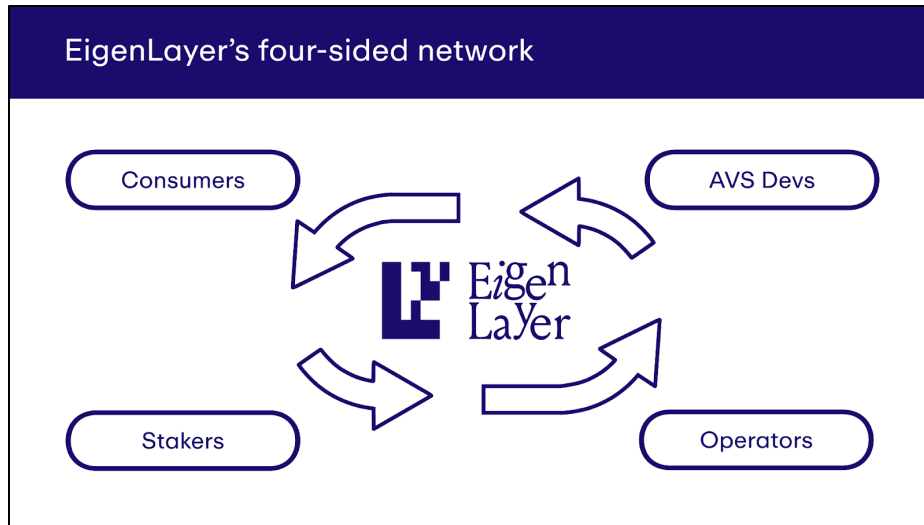 EigenLayer’s four-sided network
Consumers
AVS Devs
Eigen
Layer
Stakers
Operators